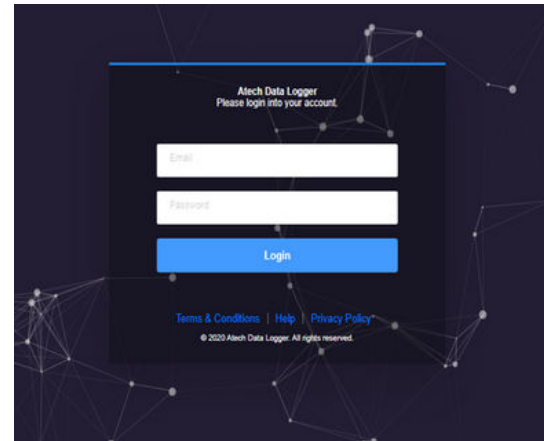 Atech Data Logger
Please login into your account.
Email
Password
Login
Terms & Conditions | Help | Privacy Policy
© 2020 Atech Data Logger. All rights reserved.